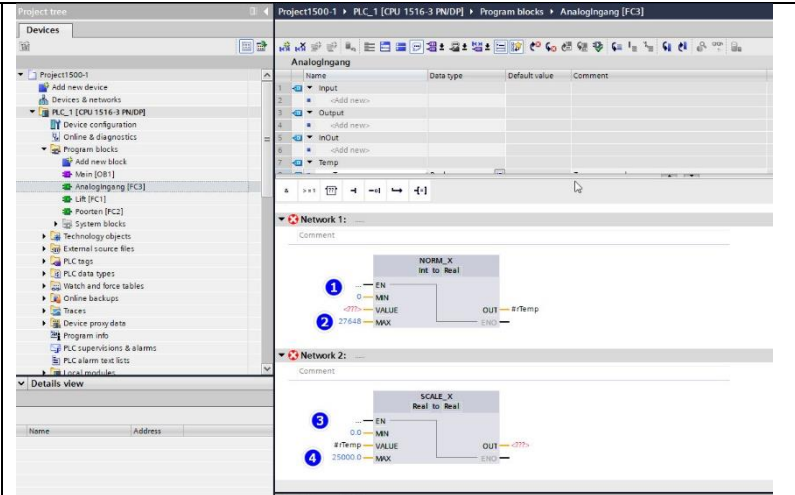 Project tree
Project1500-1 ▸ PLC_1 [CPU 1516-3 PN/DP] ▸ Program blocks ▸ AnalogIngang [FC3]
Devices
Project1500-1
Add new device
Devices & networks
PLC_1 [CPU 1516-3 PN/DP]
Device configuration
Online & diagnostics
Program blocks
Add new block
Main [OB1]
AnalogIngang [FC3]
Lift [FC1]
Poorten [FC2]
System blocks
Technology objects
External source files
PLC tags
PLC data types
Watch and force tables
Online backups
Traces
Device proxy data
Program info
PLC supervisions & alarms
PLC alarm text lists
Local modules
Details view
Name Address
AnalogIngang
Name Data type Default value Comment
1 Input
2 <Add new>
3 Output
4 <Add new>
5 InOut
6 <Add new>
7 Temp
& >=1 [??] ⊣ -o| ↦ -[=]
Network 1: ....
Comment
NORM_X
Int to Real
1 ... EN
0 MIN
<???> VALUE OUT #rTemp
2 27648 MAX ENO
Network 2: ....
Comment
SCALE_X
Real to Real
3 ... EN
0.0 MIN
#rTemp VALUE OUT <???>
4 25000.0 MAX ENO